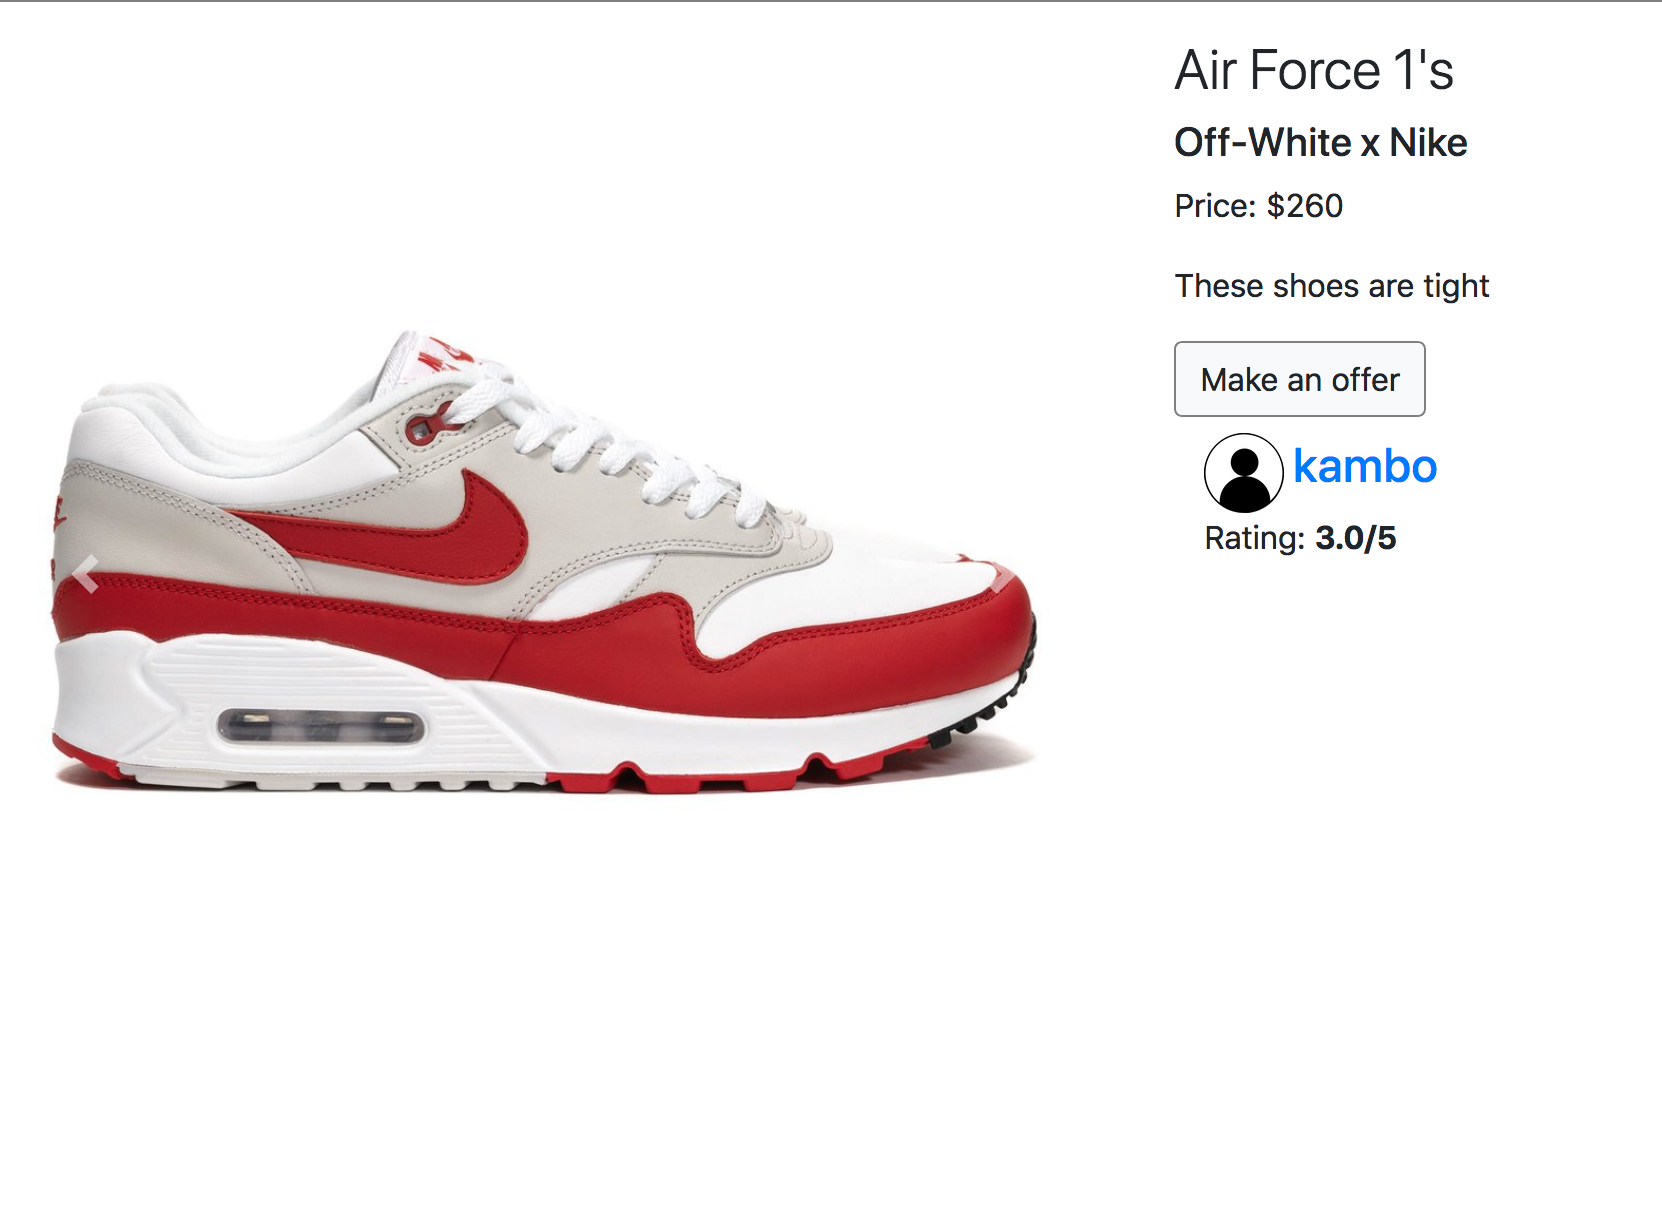 Air Force 1's
Off-White x Nike
Price: $260
These shoes are tight
Make an offer
kambo
Rating: 3.0/5